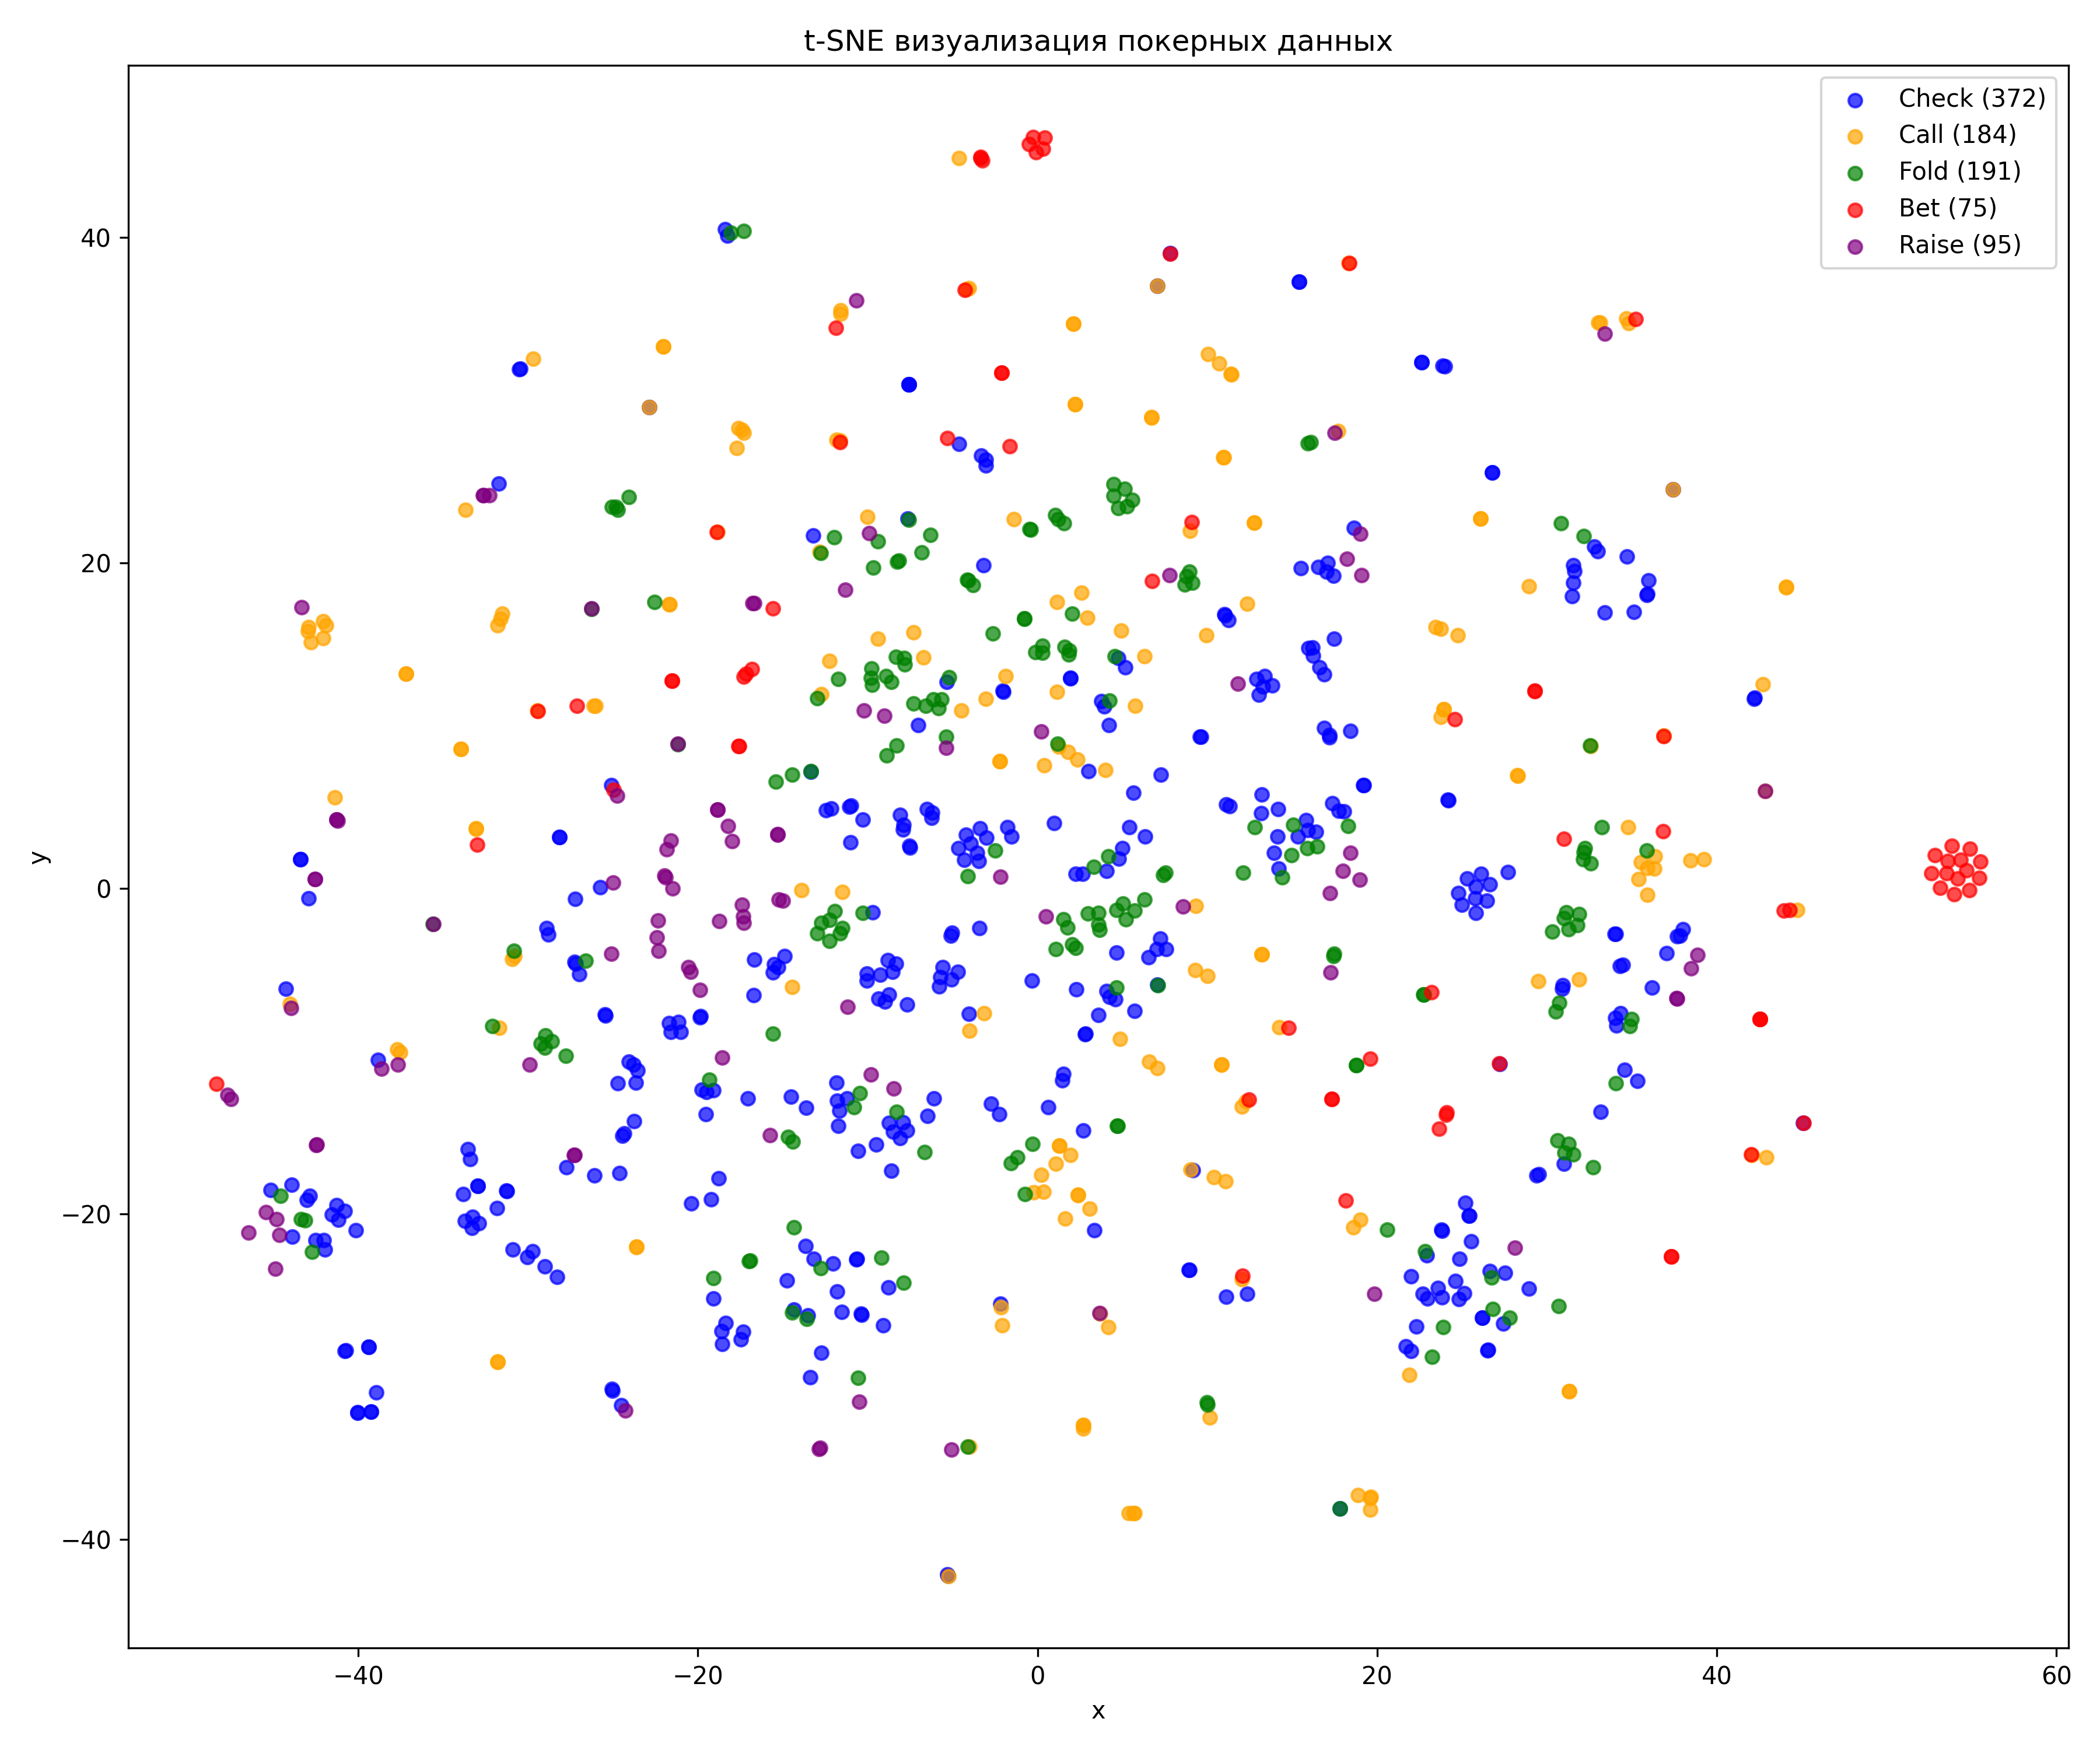 t-SNE визуализация покерных данных
Check (372)
Call (184)
Fold (191)
Bet (75)
Raise (95)
40
20
0
−20
−40
y
−40
−20
0
20
40
60
x